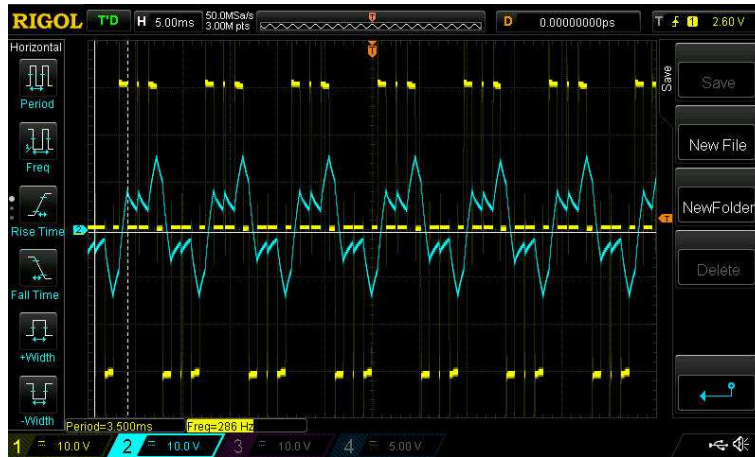 RIGOL T'D H 5.00ms 50.0MSa/s 3.00M pts T D 0.00000000ps T 1 2.60 V
Horizontal
Period
Freq
Rise Time
Fall Time
+Width
-Width
T
2
T
Save
Save
New File
NewFolder
Delete
Period=3.500ms Freq=286 Hz
1 10.0 V 2 10.0 V 3 10.0 V 4 5.00 V